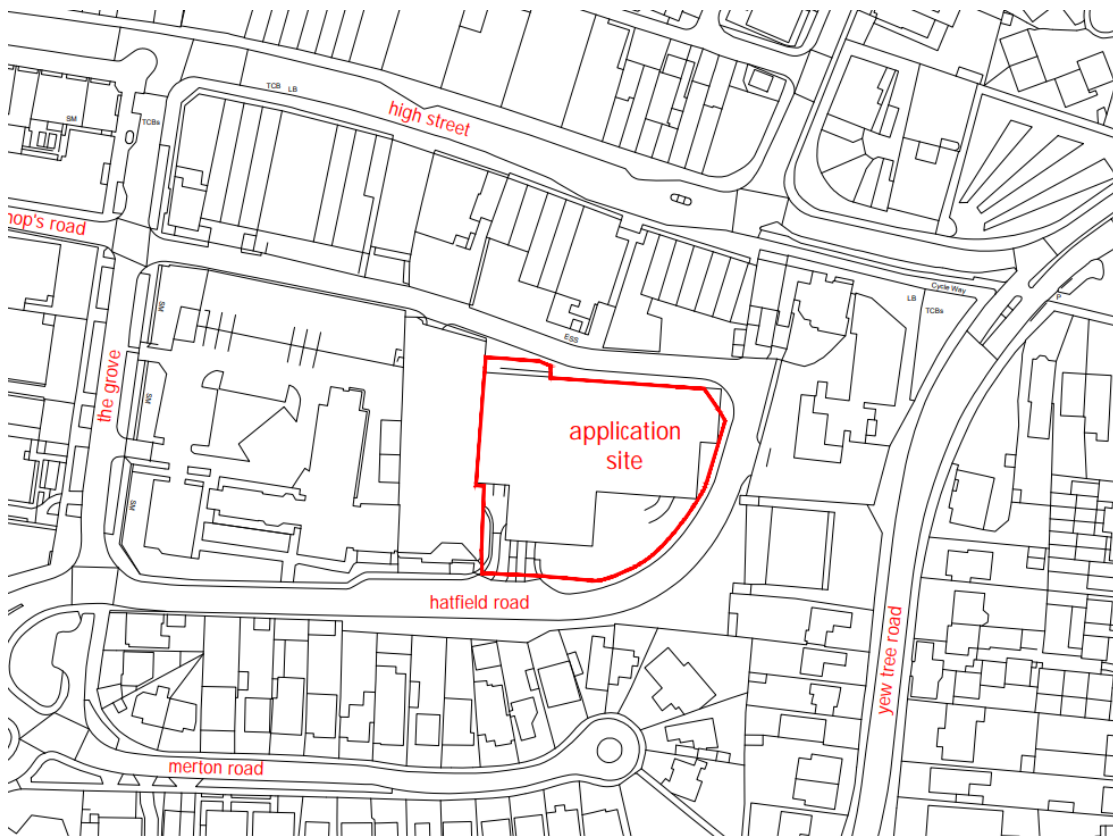 TCB LB
high street
SM
TCBs
hop's road
Cycle Way
LB
TCBs
P
ESS
SM
the grove
SM
SM
application
site
hatfield road
yew tree road
merton road